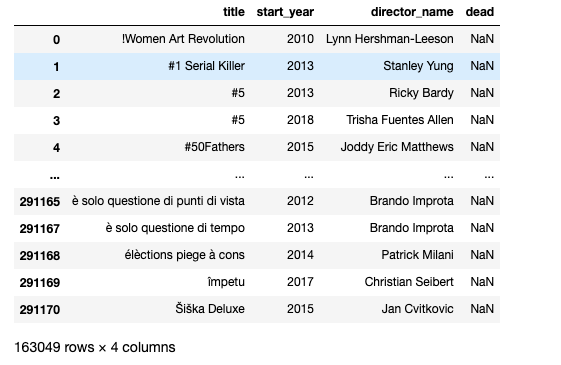 title start_year director_name dead
0 !Women Art Revolution 2010 Lynn Hershman-Leeson NaN
1 #1 Serial Killer 2013 Stanley Yung NaN
2 #5 2013 Ricky Bardy NaN
3 #5 2018 Trisha Fuentes Allen NaN
4 #50Fathers 2015 Joddy Eric Matthews NaN
... ... ... ... ...
291165 è solo questione di punti di vista 2012 Brando Improta NaN
291167 è solo questione di tempo 2013 Brando Improta NaN
291168 élèctions piege à cons 2014 Patrick Milani NaN
291169 împetu 2017 Christian Seibert NaN
291170 Šiška Deluxe 2015 Jan Cvitkovic NaN
163049 rows × 4 columns